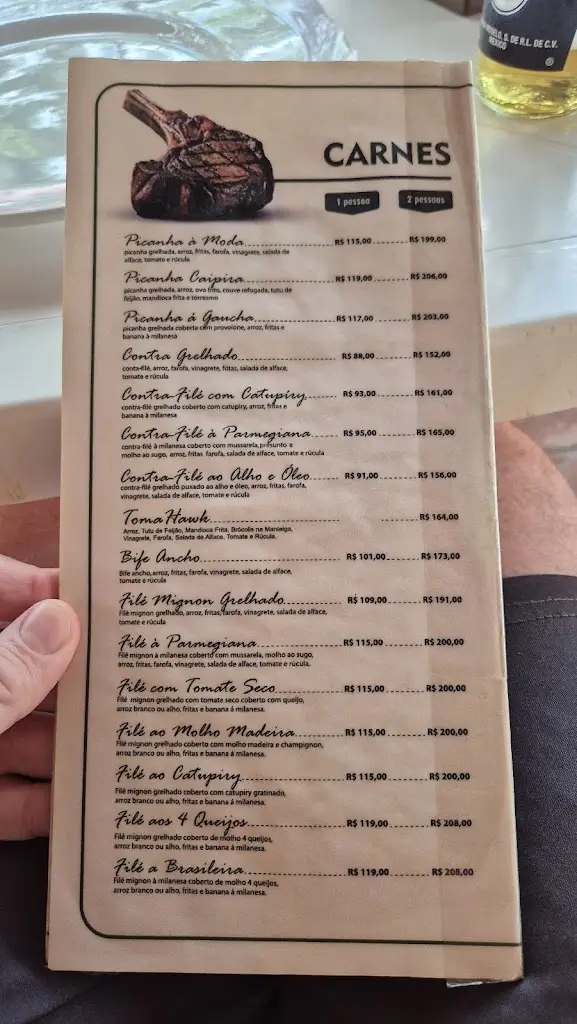 MODELO, S. DE R.L. DE C.V.
MEXICO
CARNES
1 pessoa 2 pessoas
Picanha à Moda R$ 115,00 R$ 199,00
picanha grelhada, arroz, fritas, farofa, vinagrete, salada de
alface, tomate e rúcula
Picanha Caipira R$ 119,00 R$ 206,00
picanha grelhada, arroz, ovo frito, couve refogada, tutu de
feijão, mandioca frita e torresmo
Picanha à Gaucha R$ 117,00 R$ 203,00
picanha grelhada coberta com provolone, arroz, fritas e
banana à milanesa
Contra Grelhado R$ 88,00 R$ 152,00
conta-filé, arroz, farofa, vinagrete, fritas, salada de alface,
tomate e rúcula
Contra-Filé com Catupiry R$ 93,00 R$ 161,00
contra-filé grelhado coberto com catupiry, arroz, fritas e
banana à milanesa
Contra-Filé à Parmegiana R$ 95,00 R$ 165,00
contra-filé à milanesa coberto com mussarela, presunto e
molho ao sugo, arroz, fritas farofa, salada de alface, tomate e rúcula
Contra-Filé ao Alho e Óleo R$ 91,00 R$ 156,00
contra-filé grelhado puxado ao alho e óleo, arroz, fritas, farofa,
vinagrete, salada de alface, tomate e rúcula
TomaHawk R$ 164,00
Arroz, Tutu de Feijão, Mandioca Frita, Brócolis na Manteiga,
Vinagrete, Farofa, Salada de Alface, Tomate e Rúcula.
Bife Ancho R$ 101,00 R$ 173,00
Bife ancho, arroz, fritas, farofa, vinagrete, salada de alface,
tomate e rúcula
Filé Mignon Grelhado R$ 109,00 R$ 191,00
Filé mignon grelhado, arroz, fritas, farofa, vinagrete, salada de alface,
tomate e rúcula
Filé à Parmegiana R$ 115,00 R$ 200,00
Filé mignon à milanesa coberto com mussarela, molho ao sugo,
arroz, fritas, farofa, vinagrete, salada de alface, tomate e rúcula.
Filé com Tomate Seco R$ 115,00 R$ 200,00
Filé mignon grelhado com tomate seco coberto com queijo,
arroz branco ou alho, fritas e banana á milanesa.
Filé ao Molho Madeira R$ 115,00 R$ 200,00
Filé mignon grelhado coberto com molho madeira e champignon,
arroz branco ou alho, fritas e banana á milanesa.
Filé ao Catupiry R$ 115,00 R$ 200,00
Filé mignon grelhado coberto com catupiry gratinado,
arroz branco ou alho, fritas e banana á milanesa.
Filé aos 4 Queijos R$ 119,00 R$ 208,00
Filé mignon grelhado coberto de molho 4 queijos,
arroz branco ou alho, fritas e banana á milanesa.
Filé a Brasileira R$ 119,00 R$ 208,00
Filé mignon à milanesa coberto de molho 4 queijos,
arroz branco ou alho, fritas e banana á milanesa.